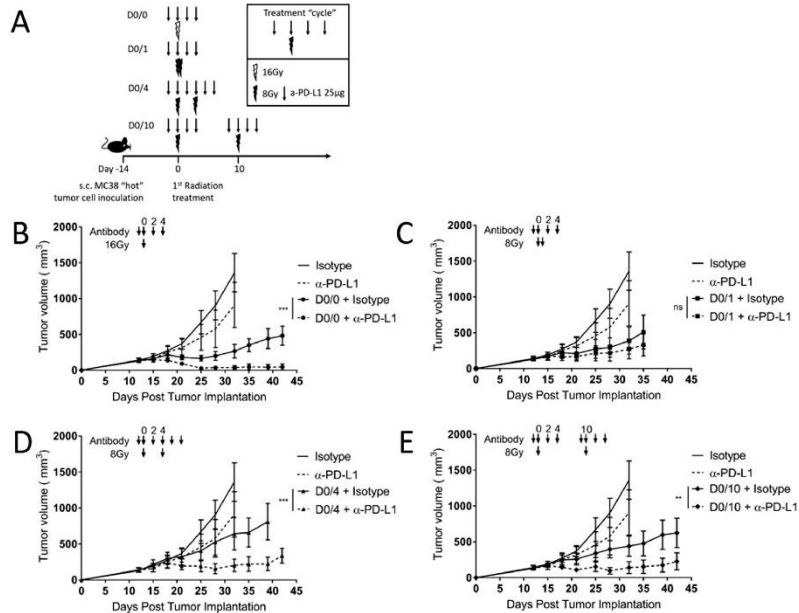 A
D0/0
D0/1
D0/4
D0/10
Treatment "cycle"
16Gy
8Gy a-PD-L1 25µg
Day -14 0 10
s.c. MC38 "hot" tumor cell inoculation
1st Radiation treatment
B
Antibody 0 2 4
16Gy
Tumor volume ( mm3)
2000
1500
1000
500
0
0 5 10 15 20 25 30 35 40 45
Days Post Tumor Implantation
Isotype
α-PD-L1
D0/0 + Isotype
D0/0 + α-PD-L1
***
C
Antibody 0 2 4
8Gy
Tumor volume ( mm3)
2000
1500
1000
500
0
0 5 10 15 20 25 30 35 40 45
Days Post Tumor Implantation
Isotype
α-PD-L1
ns
D0/1 + Isotype
D0/1 + α-PD-L1
D
Antibody 0 2 4
8Gy
Tumor volume ( mm3)
2000
1500
1000
500
0
0 5 10 15 20 25 30 35 40 45
Days Post Tumor Implantation
Isotype
α-PD-L1
***
D0/4 + Isotype
D0/4 + α-PD-L1
E
Antibody 0 2 4 10
8Gy
Tumor volume ( mm3)
2000
1500
1000
500
0
0 5 10 15 20 25 30 35 40 45
Days Post Tumor Implantation
Isotype
α-PD-L1
**
D0/10 + Isotype
D0/10 + α-PD-L1